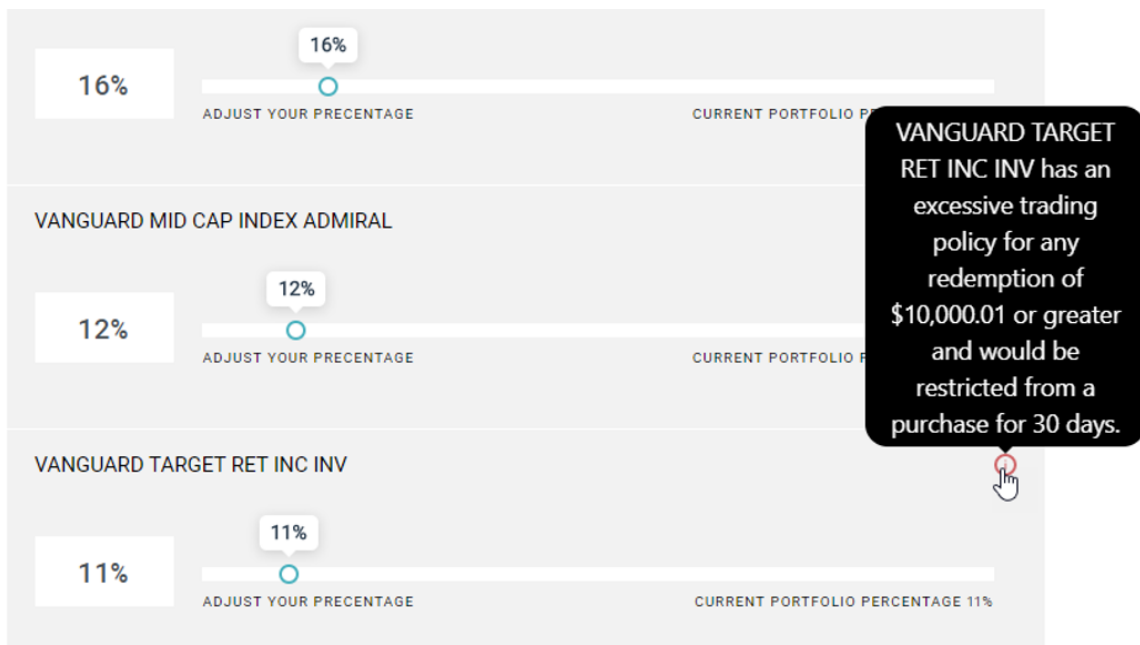 16%
16%
ADJUST YOUR PRECENTAGE
CURRENT PORTFOLIO
VANGUARD TARGET
RET INC INV has an
excessive trading
policy for any
redemption of
$10,000.01 or greater
and would be
restricted from a
purchase for 30 days.
VANGUARD MID CAP INDEX ADMIRAL
12%
12%
ADJUST YOUR PRECENTAGE
CURRENT PORTFOLIO
VANGUARD TARGET RET INC INV
11%
11%
ADJUST YOUR PRECENTAGE
CURRENT PORTFOLIO PERCENTAGE 11%